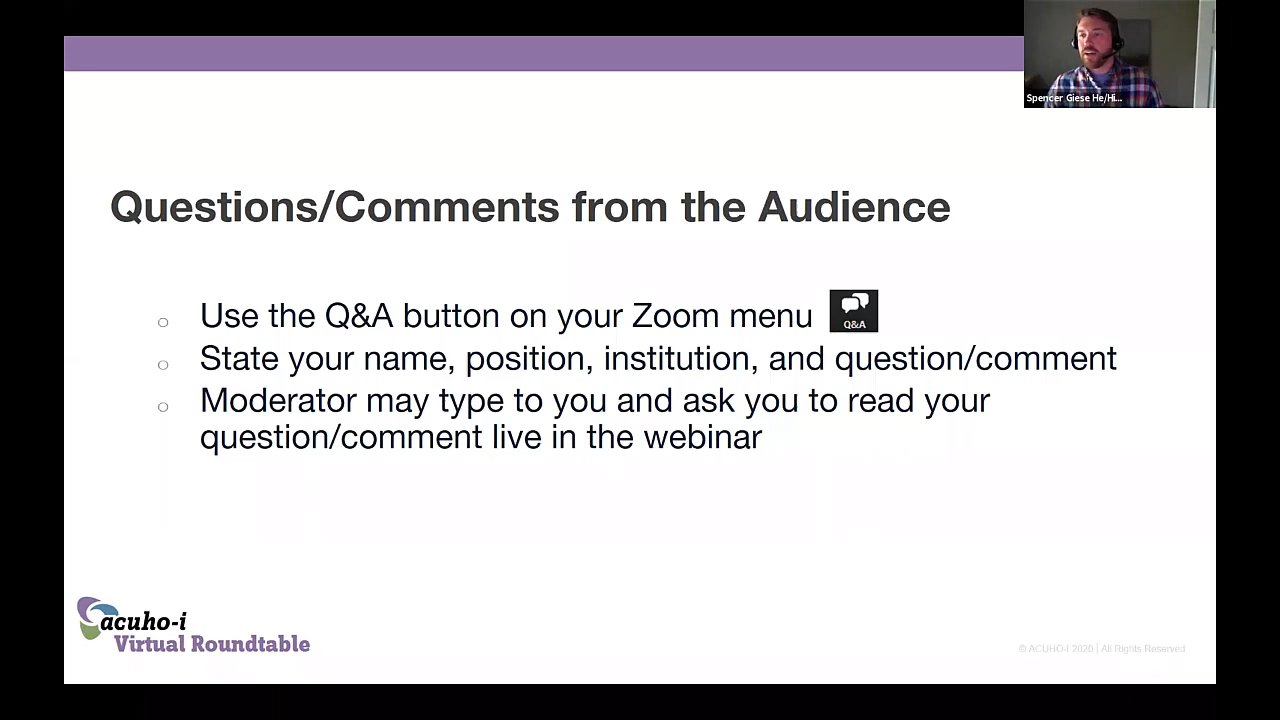 Spencer Giese He/Hi...
Questions/Comments from the Audience
o Use the Q&A button on your Zoom menu
Q&A
o State your name, position, institution, and question/comment
o Moderator may type to you and ask you to read your
question/comment live in the webinar
acuho-i
Virtual Roundtable
© ACUHO-I 2020 | All Rights Reserved